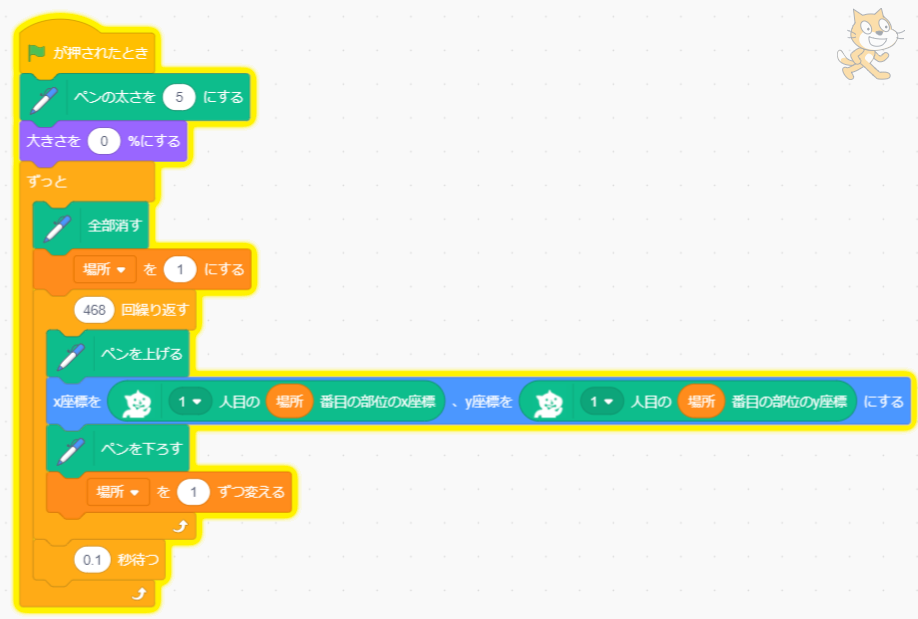 が押されたとき
ペンの太さを 5 にする
大きさを 0 %にする
ずっと
全部消す
場所 を 1 にする
468 回繰り返す
ペンを上げる
x座標を 1 人目の 場所 番目の部位のx座標 、y座標を 1 人目の 場所 番目の部位のy座標 にする
ペンを下ろす
場所 を 1 ずつ変える
0.1 秒待つ